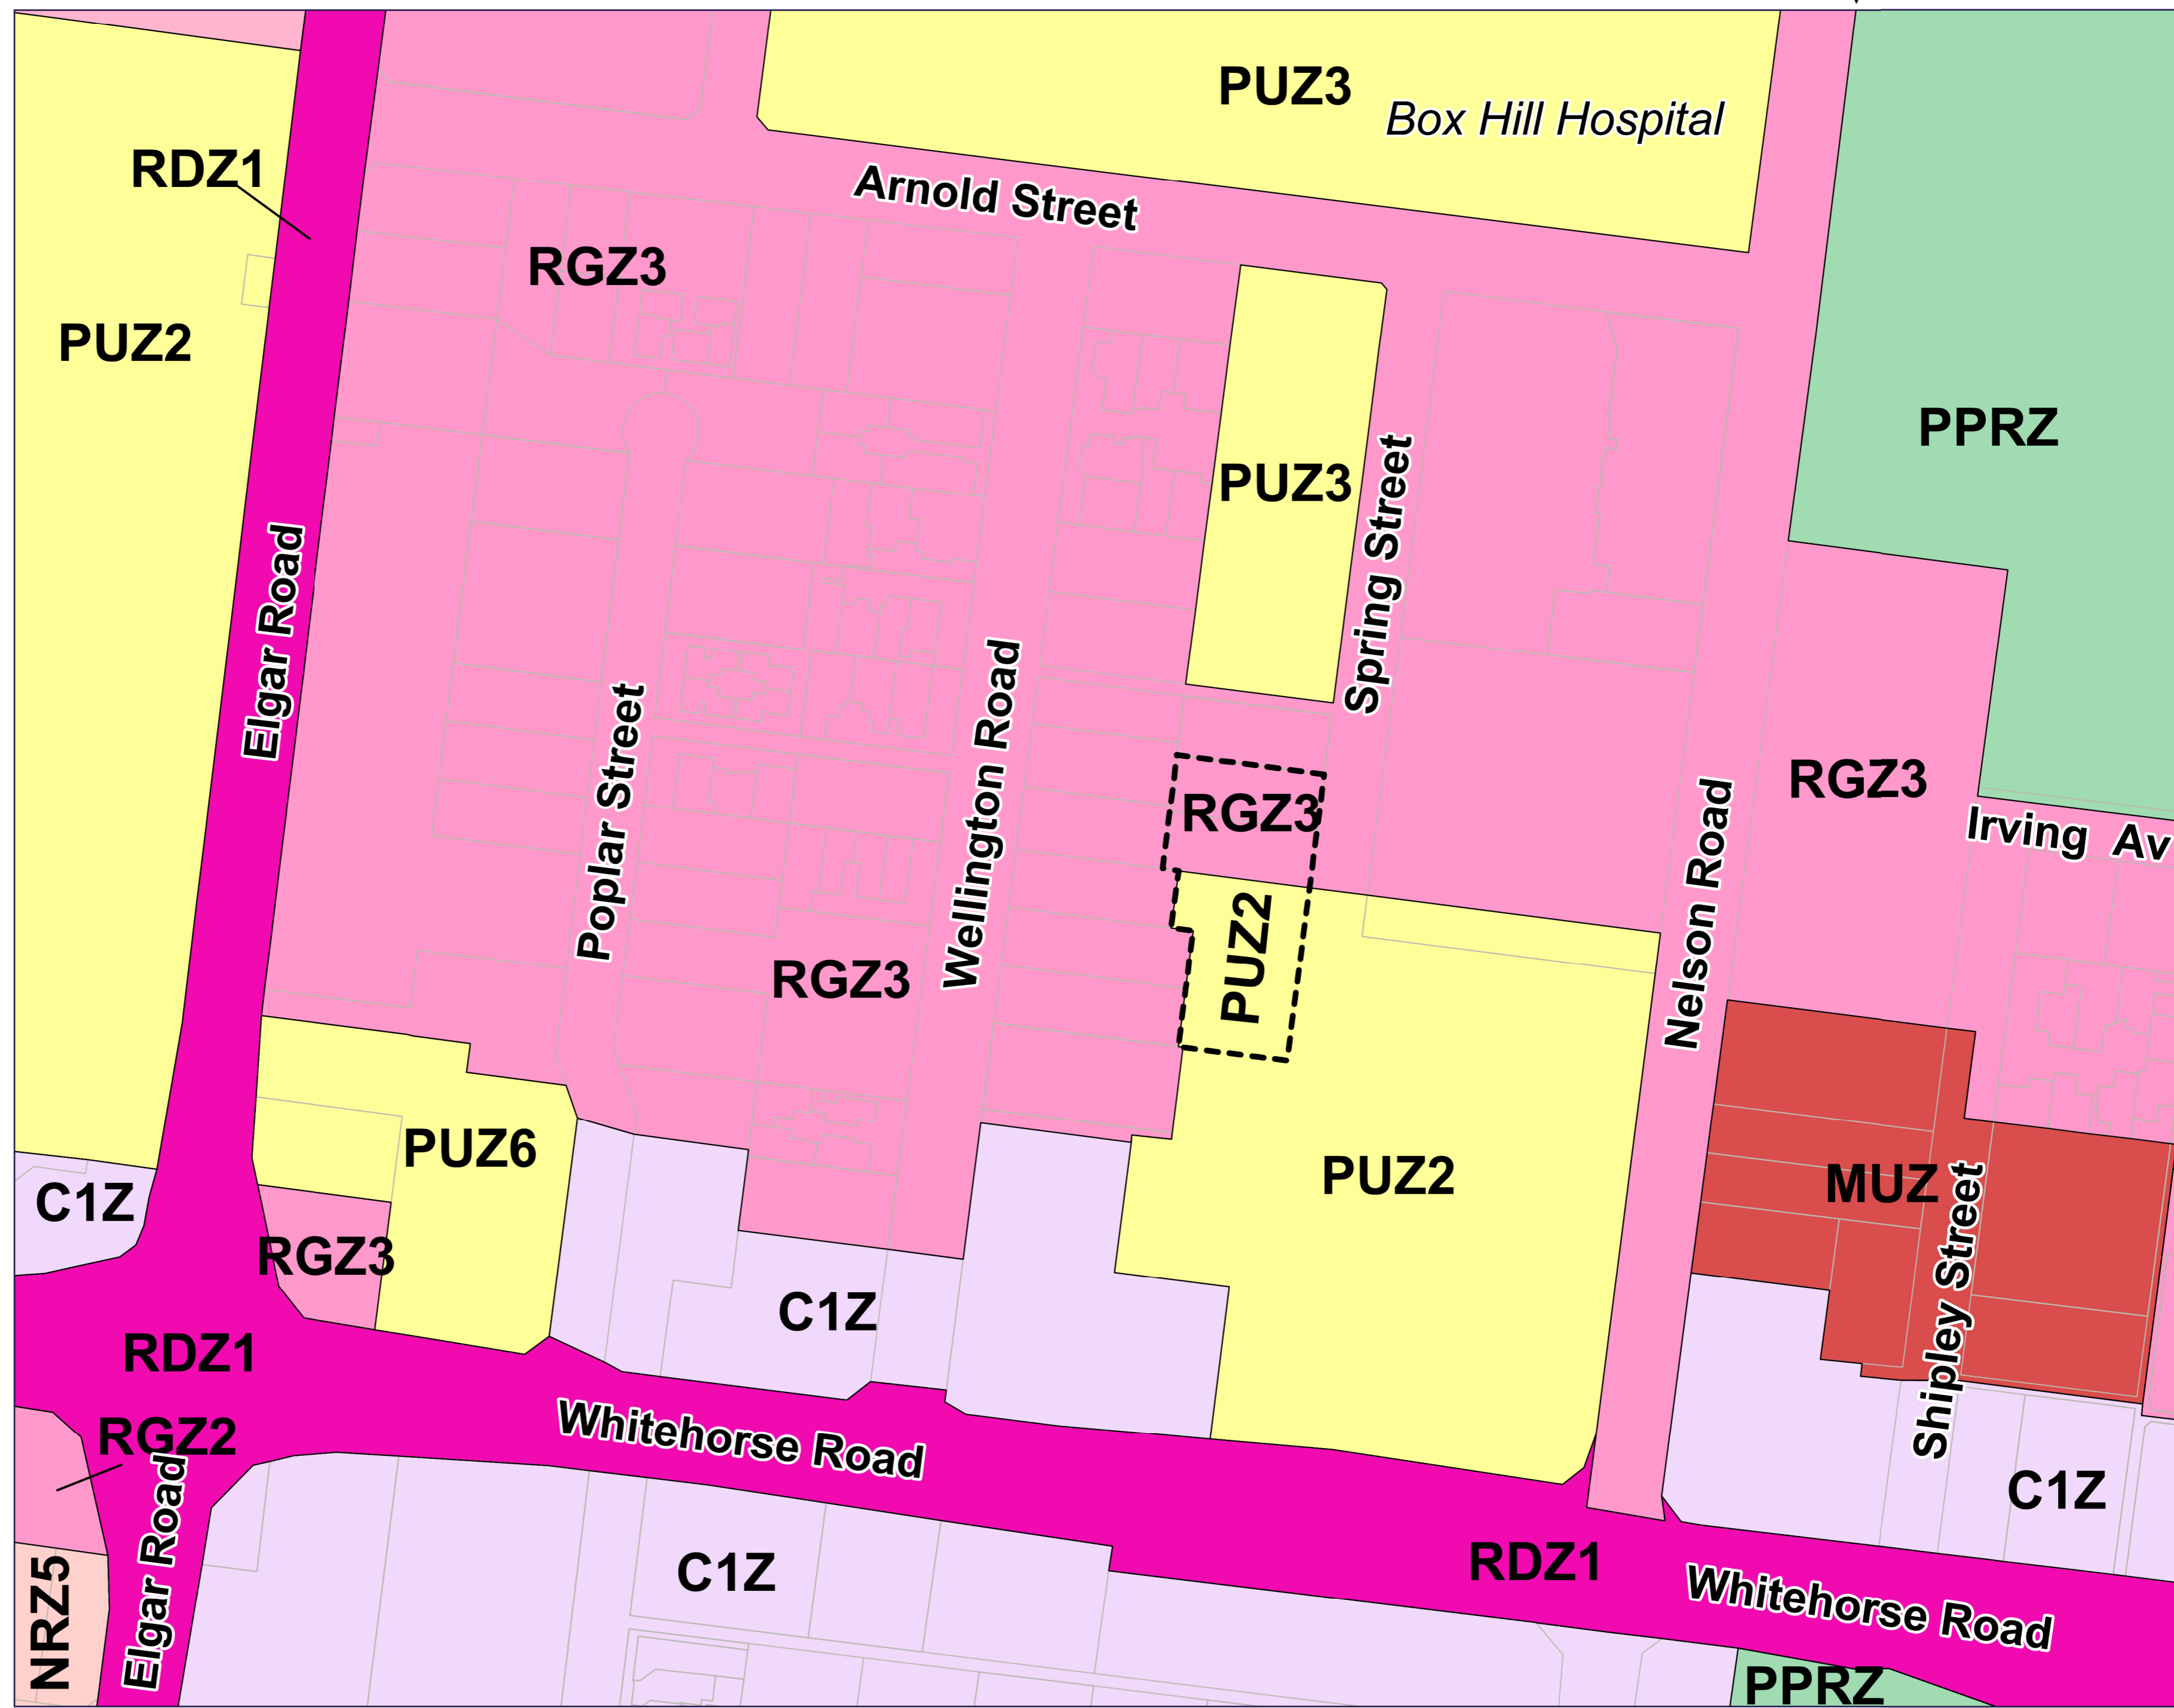 PUZ3
Box Hill Hospital
RDZ1
Arnold Street
RGZ3
PUZ2
PPRZ
PUZ3
Spring Street
Elgar Road
Poplar Street
Wellington Road
RGZ3
RGZ3
Irving Av
Nelson Road
PUZ2
RGZ3
PUZ6
PUZ2
MUZ
C1Z
RGZ3
Shipley Street
C1Z
RDZ1
Whitehorse Road
RGZ2
Elgar Road
C1Z
C1Z
RDZ1
Whitehorse Road
NRZ5
PPRZ